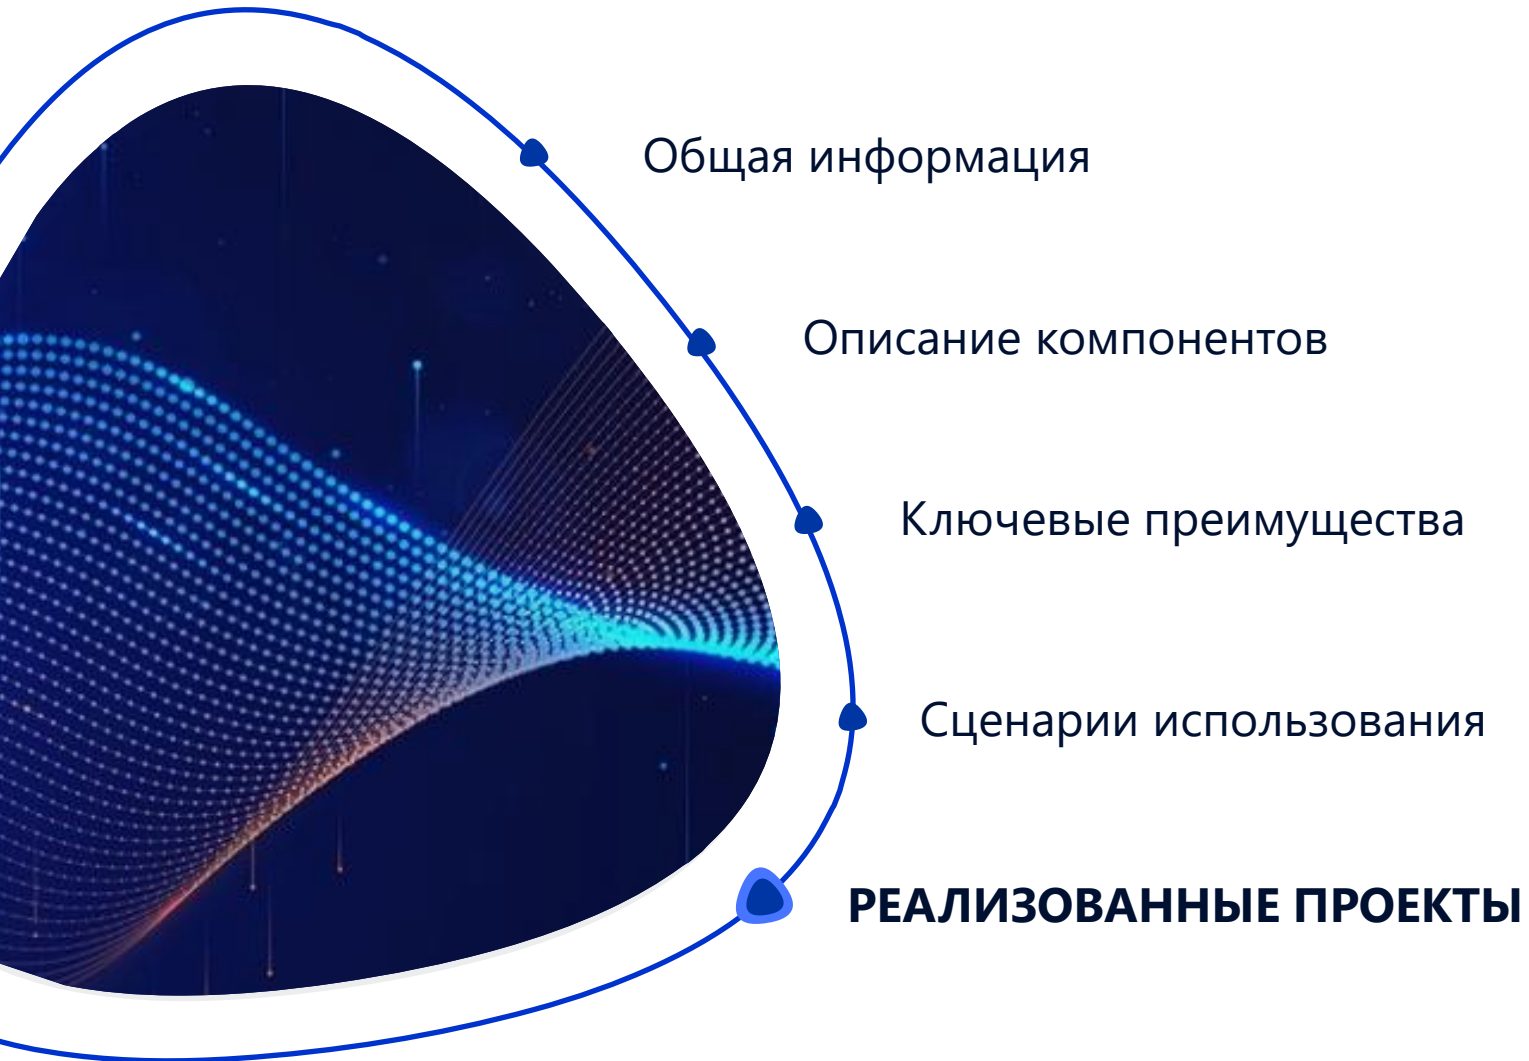 Общая информация
Описание компонентов
Ключевые преимущества
Сценарии использования
РЕАЛИЗОВАННЫЕ ПРОЕКТЫ